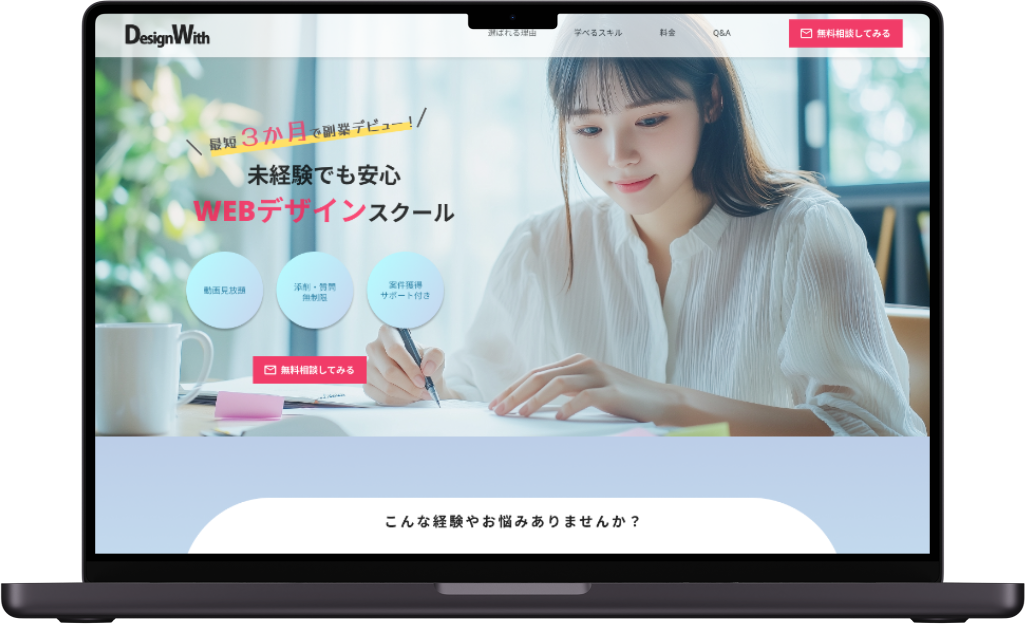 DesignWith
選ばれる理由
学べるスキル
料金
Q&A
無料相談してみる
最短3か月で副業デビュー!
未経験でも安心
WEBデザインスクール
動画見放題
添削・質問
無制限
案件獲得
サポート付き
無料相談してみる
こんな経験やお悩みありませんか？